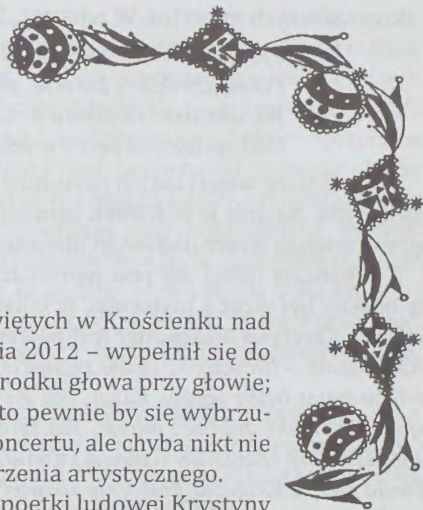 więtych w Krościenku nad
ia 2012 – wypełnił się do
rodku głowa przy głowie;
to pewnie by się wybrzu-
oncertu, ale chyba nikt nie
rzenia artystycznego.
poetki ludowej Krystyny